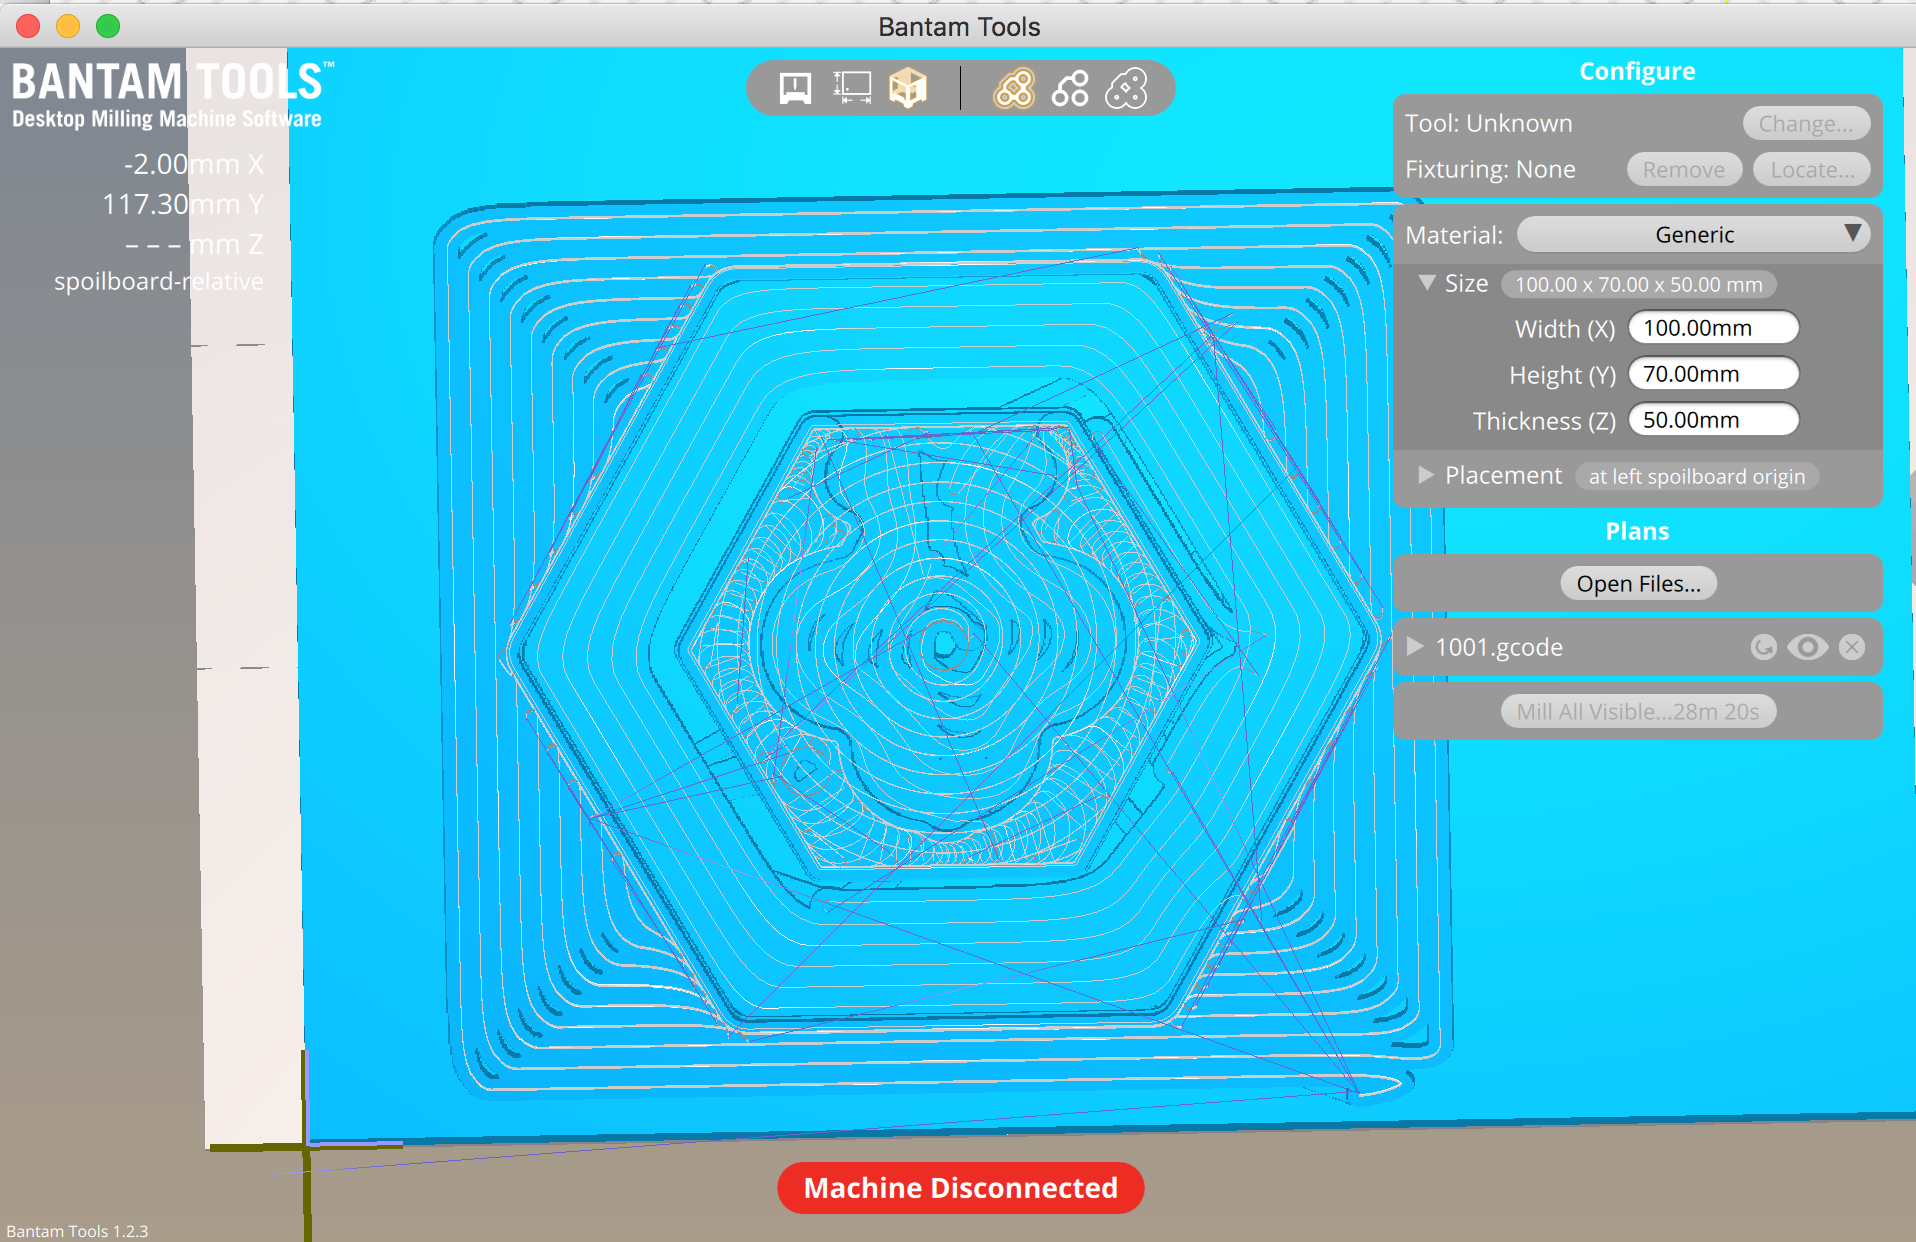 Bantam Tools
BANTAM TOOLS™
Desktop Milling Machine Software
-2.00mm X
117.30mm Y
– – – mm Z
spoilboard-relative
Configure
Tool: Unknown
Change...
Fixturing: None
Remove
Locate...
Material:
Generic
Size
100.00 x 70.00 x 50.00 mm
Width (X)
100.00mm
Height (Y)
70.00mm
Thickness (Z)
50.00mm
Placement
at left spoilboard origin
Plans
Open Files...
1001.gcode
Mill All Visible...28m 20s
Machine Disconnected
Bantam Tools 1.2.3